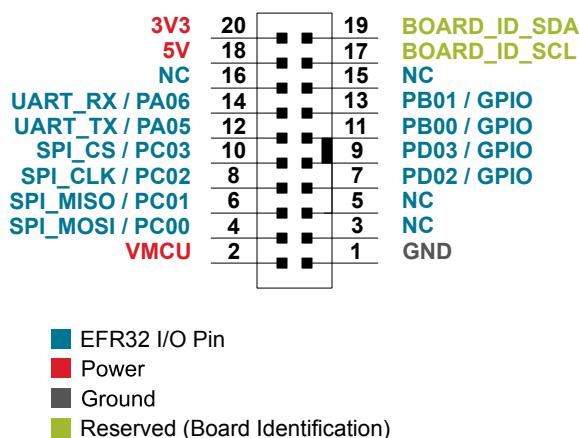 3V3 20 19 BOARD_ID_SDA
5V 18 17 BOARD_ID_SCL
NC 16 15 NC
UART_RX / PA06 14 13 PB01 / GPIO
UART_TX / PA05 12 11 PB00 / GPIO
SPI_CS / PC03 10 9 PD03 / GPIO
SPI_CLK / PC02 8 7 PD02 / GPIO
SPI_MISO / PC01 6 5 NC
SPI_MOSI / PC00 4 3 NC
VMCU 2 1 GND
EFR32 I/O Pin
Power
Ground
Reserved (Board Identification)